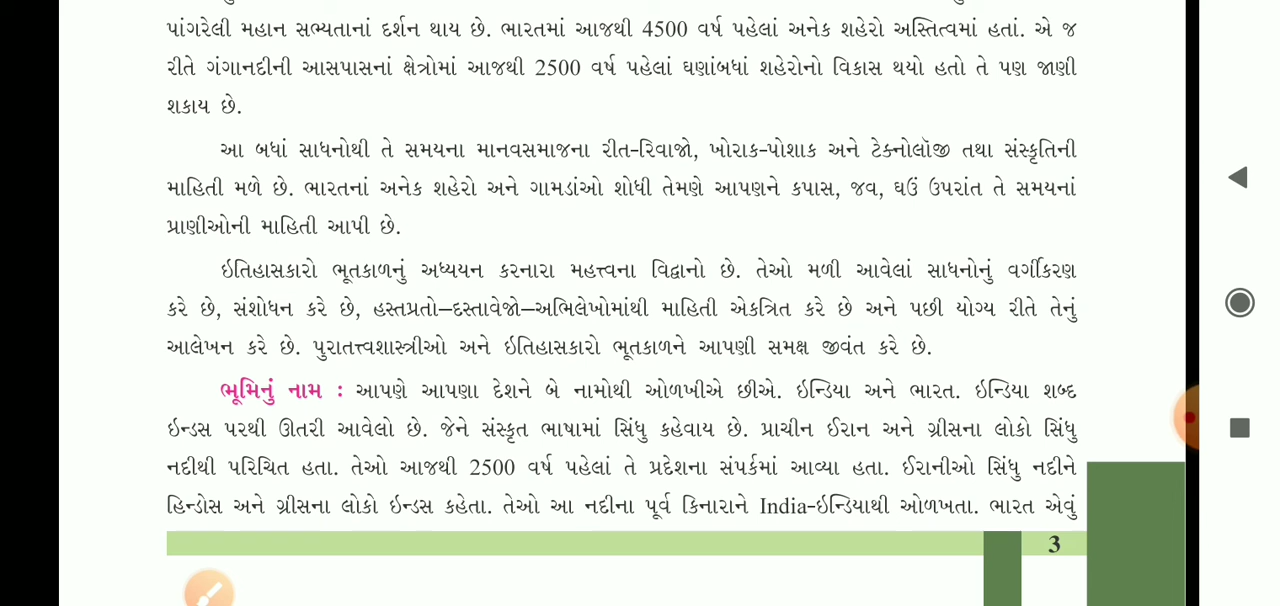 પાંગરેલી મહાન સભ્યતાનાં દર્શન થાય છે. ભારતમાં આજથી 4500 વર્ષ પહેલાં અનેક શહેરો અસ્તિત્વમાં હતાં. એ જ
રીતે ગંગાનદીની આસપાસનાં ક્ષેત્રોમાં આજથી 2500 વર્ષ પહેલાં ઘણાંબધાં શહેરોનો વિકાસ થયો હતો તે પણ જાણી
શકાય છે.
આ બધાં સાધનોથી તે સમયના માનવસમાજના રીત-રિવાજો, ખોરાક-પોશાક અને ટેક્નોલૉજી તથા સંસ્કૃતિની
માહિતી મળે છે. ભારતનાં અનેક શહેરો અને ગામડાંઓ શોધી તેમણે આપણને કપાસ, જવ, ઘઉં ઉપરાંત તે સમયનાં
પ્રાણીઓની માહિતી આપી છે.
ઇતિહાસકારો ભૂતકાળનું અધ્યયન કરનારા મહત્ત્વના વિદ્વાનો છે. તેઓ મળી આવેલાં સાધનોનું વર્ગીકરણ
કરે છે, સંશોધન કરે છે, હસ્તપ્રતો–દસ્તાવેજો–અભિલેખોમાંથી માહિતી એકત્રિત કરે છે અને પછી યોગ્ય રીતે તેનું
આલેખન કરે છે. પુરાતત્ત્વશાસ્ત્રીઓ અને ઇતિહાસકારો ભૂતકાળને આપણી સમક્ષ જીવંત કરે છે.
ભૂમિનું નામ : આપણે આપણા દેશને બે નામોથી ઓળખીએ છીએ. ઇન્ડિયા અને ભારત. ઇન્ડિયા શબ્દ
ઇન્ડસ પરથી ઊતરી આવેલો છે. જેને સંસ્કૃત ભાષામાં સિંધુ કહેવાય છે. પ્રાચીન ઈરાન અને ગ્રીસના લોકો સિંધુ
નદીથી પરિચિત હતા. તેઓ આજથી 2500 વર્ષ પહેલાં તે પ્રદેશના સંપર્કમાં આવ્યા હતા. ઈરાનીઓ સિંધુ નદીને
હિન્ડોસ અને ગ્રીસના લોકો ઇન્ડસ કહેતા. તેઓ આ નદીના પૂર્વ કિનારાને India-ઇન્ડિયાથી ઓળખતા. ભારત એવું
3